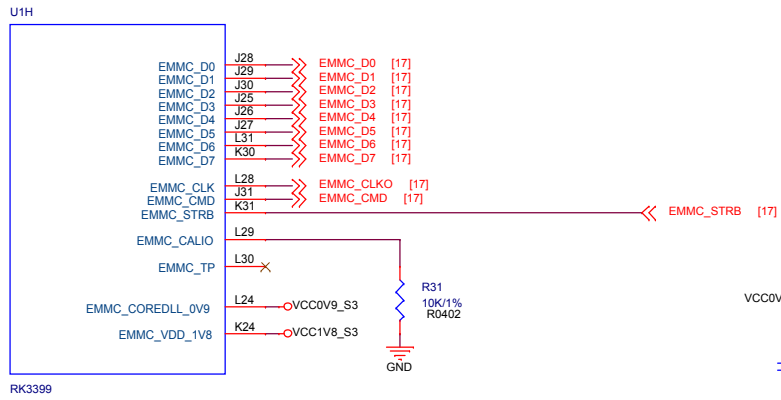 U1H
EMMC_D0 J28 EMMC_D0 [17]
EMMC_D1 J29 EMMC_D1 [17]
EMMC_D2 J30 EMMC_D2 [17]
EMMC_D3 J25 EMMC_D3 [17]
EMMC_D4 J26 EMMC_D4 [17]
EMMC_D5 J27 EMMC_D5 [17]
EMMC_D6 L31 EMMC_D6 [17]
EMMC_D7 K30 EMMC_D7 [17]
EMMC_CLK L28 EMMC_CLKO [17]
EMMC_CMD J31 EMMC_CMD [17]
EMMC_STRB K31 EMMC_STRB [17]
EMMC_CALIO L29
EMMC_TP L30
R31
10K/1%
R0402
EMMC_COREDLL_0V9 L24 VCC0V9_S3
VCC0V
EMMC_VDD_1V8 K24 VCC1V8_S3
GND
RK3399